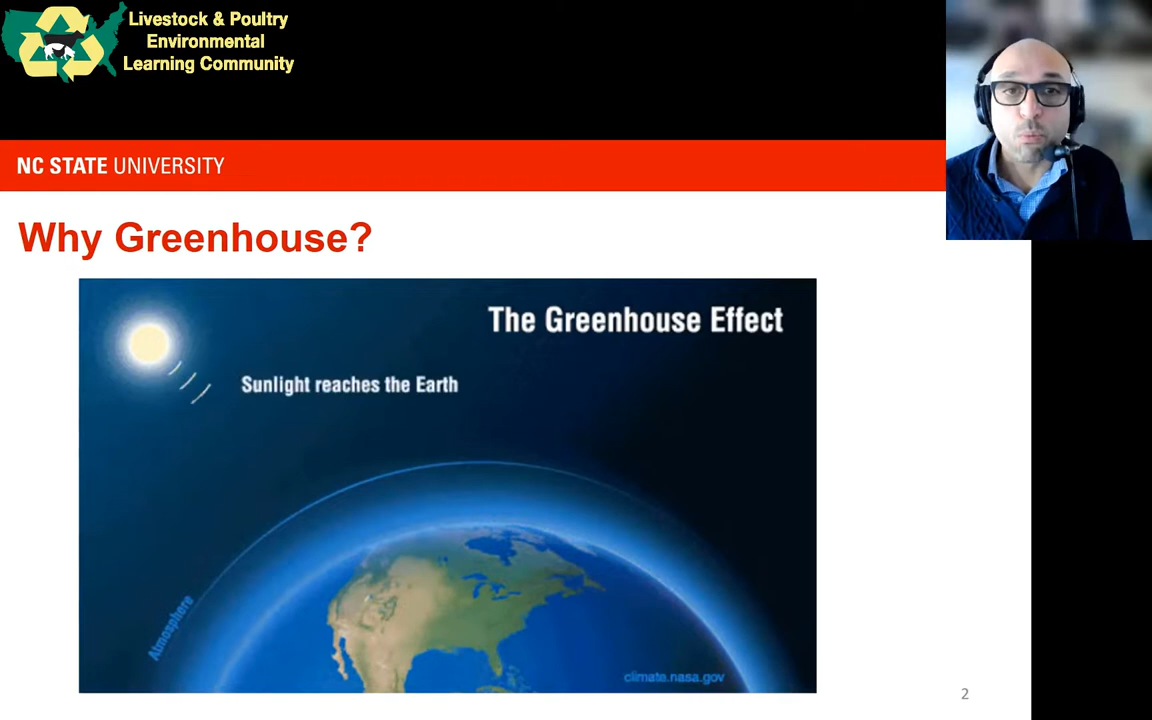 Livestock & Poultry
Environmental
Learning Community
NC STATE UNIVERSITY
Why Greenhouse?
The Greenhouse Effect
Sunlight reaches the Earth
Atmosphere
climate.nasa.gov
2